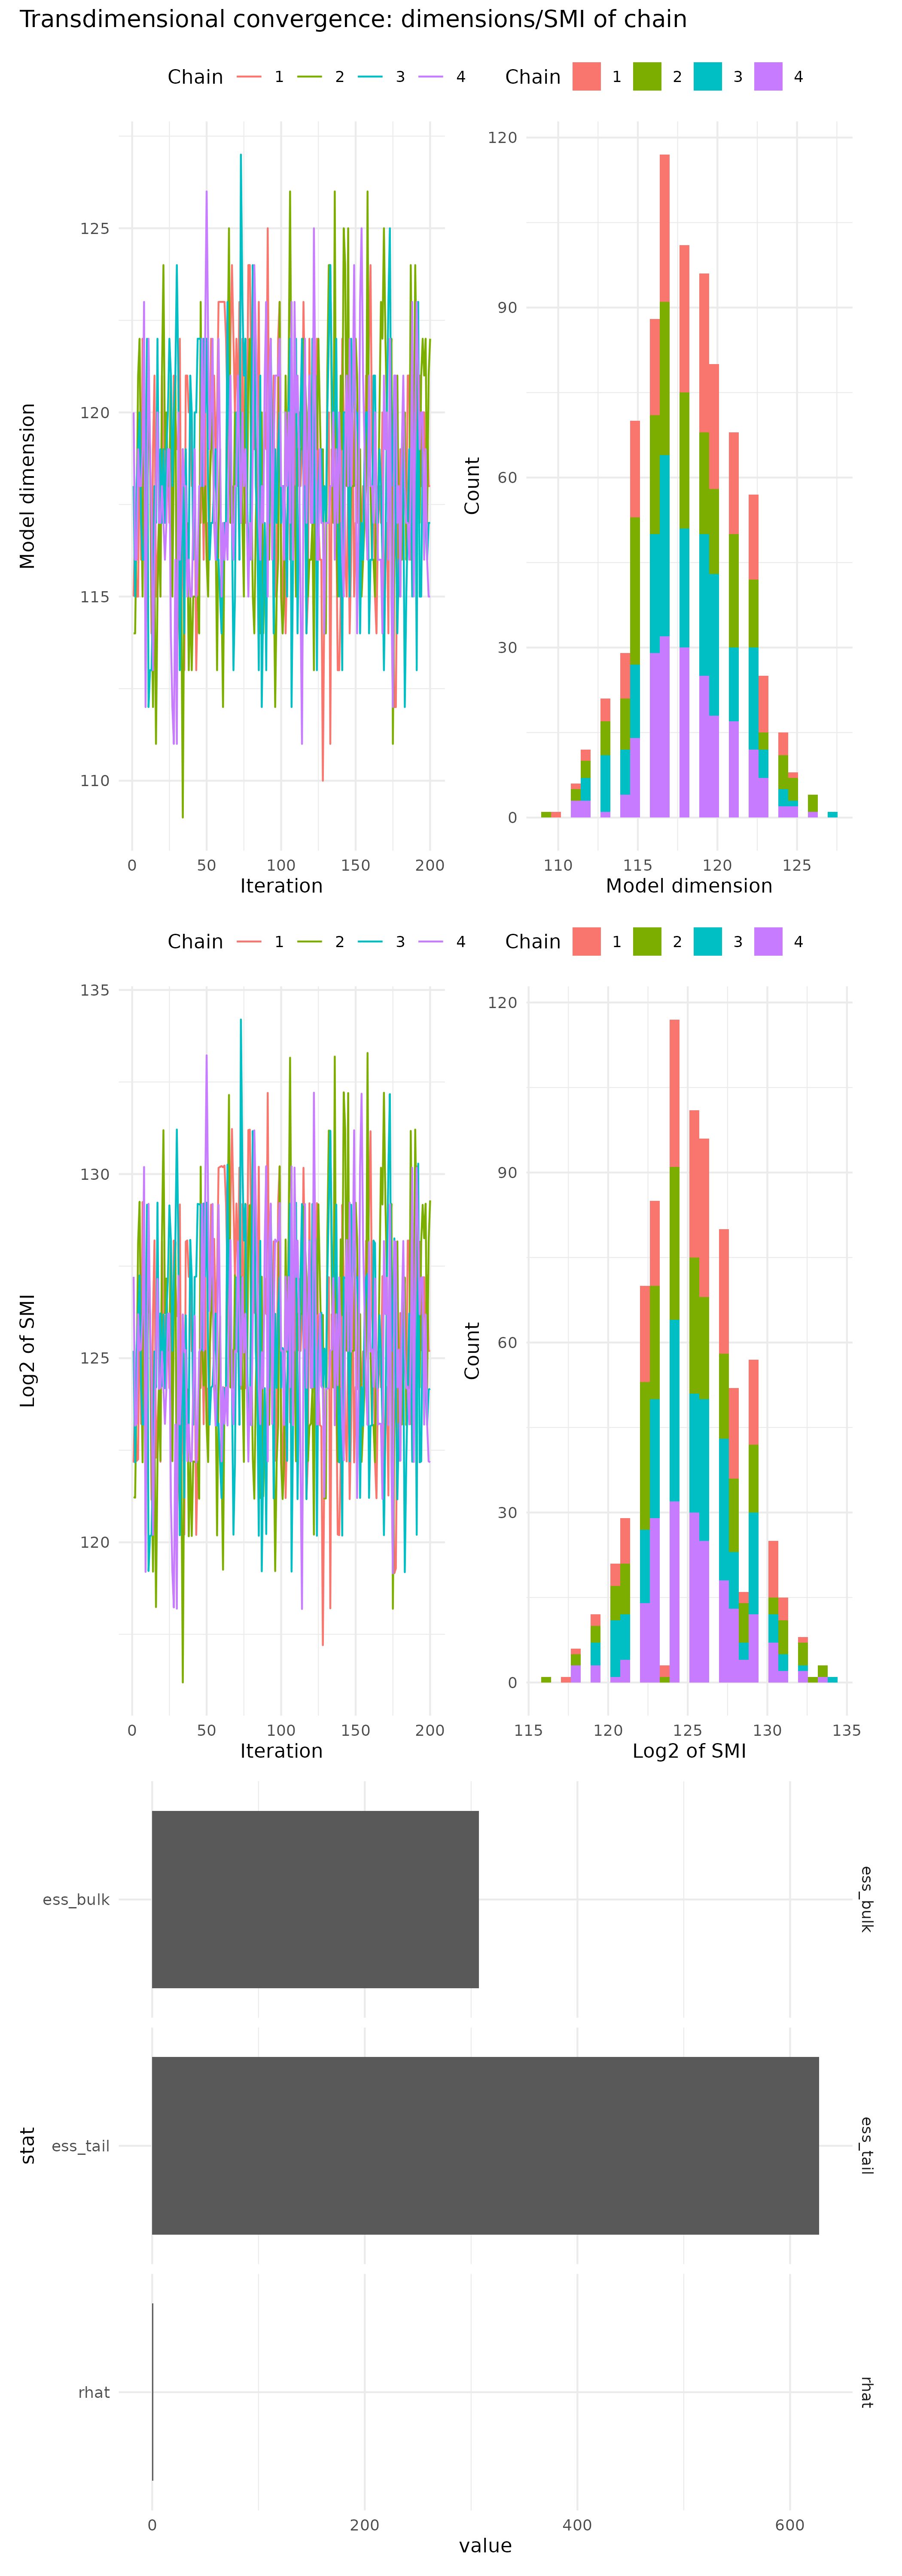 Transdimensional convergence: dimensions/SMI of chain
Chain 1 2 3 4
Chain 1 2 3 4
Model dimension
125
120
115
110
0 50 100 150 200
Iteration
Count
120
90
60
30
0
110 115 120 125
Model dimension
Chain 1 2 3 4
Chain 1 2 3 4
Log2 of SMI
135
130
125
120
0 50 100 150 200
Iteration
Count
120
90
60
30
0
115 120 125 130 135
Log2 of SMI
stat
ess_bulk
ess_bulk
ess_tail
ess_tail
rhat
rhat
0 200 400 600
value